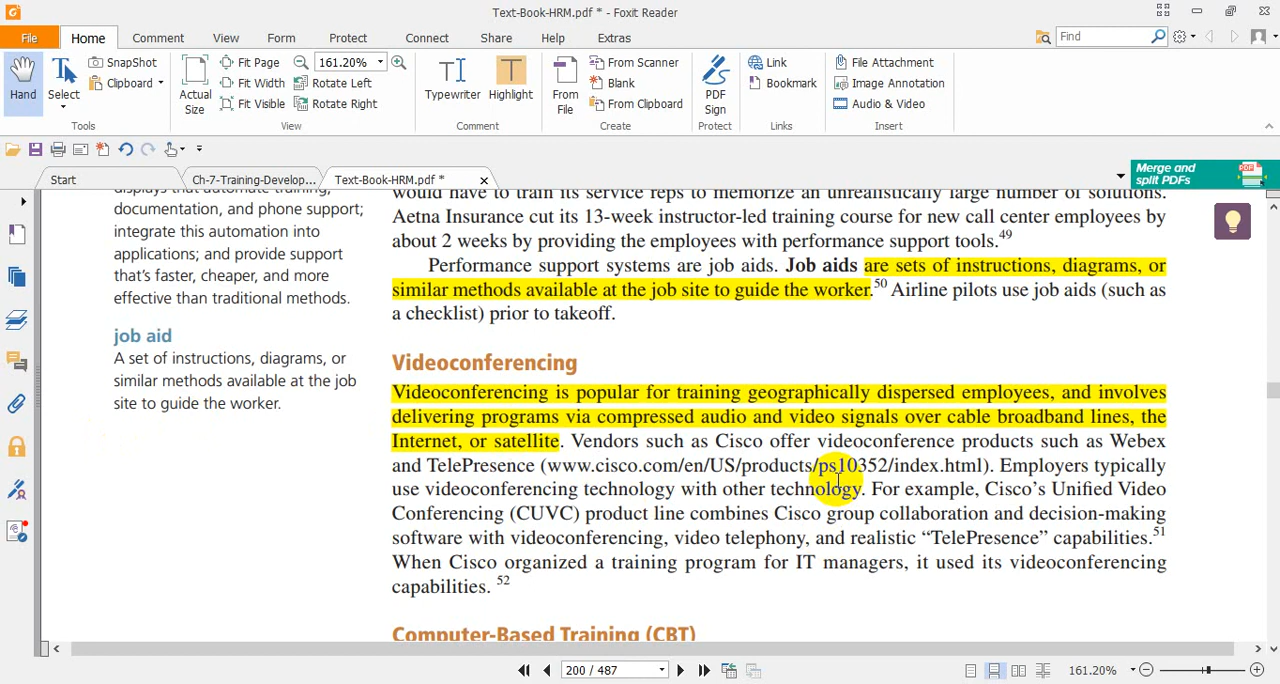 Text-Book-HRM.pdf * - Foxit Reader
File Home Comment View Form Protect Connect Share Help Extras Find
Hand
Select
SnapShot
Clipboard
Tools
Actual
Size
Fit Page
Fit Width
Fit Visible
161.20%
Rotate Left
Rotate Right
View
Typewriter
Highlight
Comment
From
File
From Scanner
Blank
From Clipboard
Create
PDF
Sign
Protect
Link
Bookmark
Links
File Attachment
Image Annotation
Audio & Video
Insert
Start
Ch-7-Training-Develop...
Text-Book-HRM.pdf *
Merge and
split PDFs
displays that automate training,
documentation, and phone support;
integrate this automation into
applications; and provide support
that's faster, cheaper, and more
effective than traditional methods.
job aid
A set of instructions, diagrams, or
similar methods available at the job
site to guide the worker.
would have to train its service reps to memorize an unrealistically large number of solutions.
Aetna Insurance cut its 13-week instructor-led training course for new call center employees by
about 2 weeks by providing the employees with performance support tools.49
Performance support systems are job aids. Job aids are sets of instructions, diagrams, or
similar methods available at the job site to guide the worker.50 Airline pilots use job aids (such as
a checklist) prior to takeoff.
Videoconferencing
Videoconferencing is popular for training geographically dispersed employees, and involves
delivering programs via compressed audio and video signals over cable broadband lines, the
Internet, or satellite. Vendors such as Cisco offer videoconference products such as Webex
and TelePresence (www.cisco.com/en/US/products/ps10352/index.html). Employers typically
use videoconferencing technology with other technology. For example, Cisco's Unified Video
Conferencing (CUVC) product line combines Cisco group collaboration and decision-making
software with videoconferencing, video telephony, and realistic “TelePresence” capabilities.51
When Cisco organized a training program for IT managers, it used its videoconferencing
capabilities. 52
Computer-Based Training (CBT)
200 / 487
161.20%